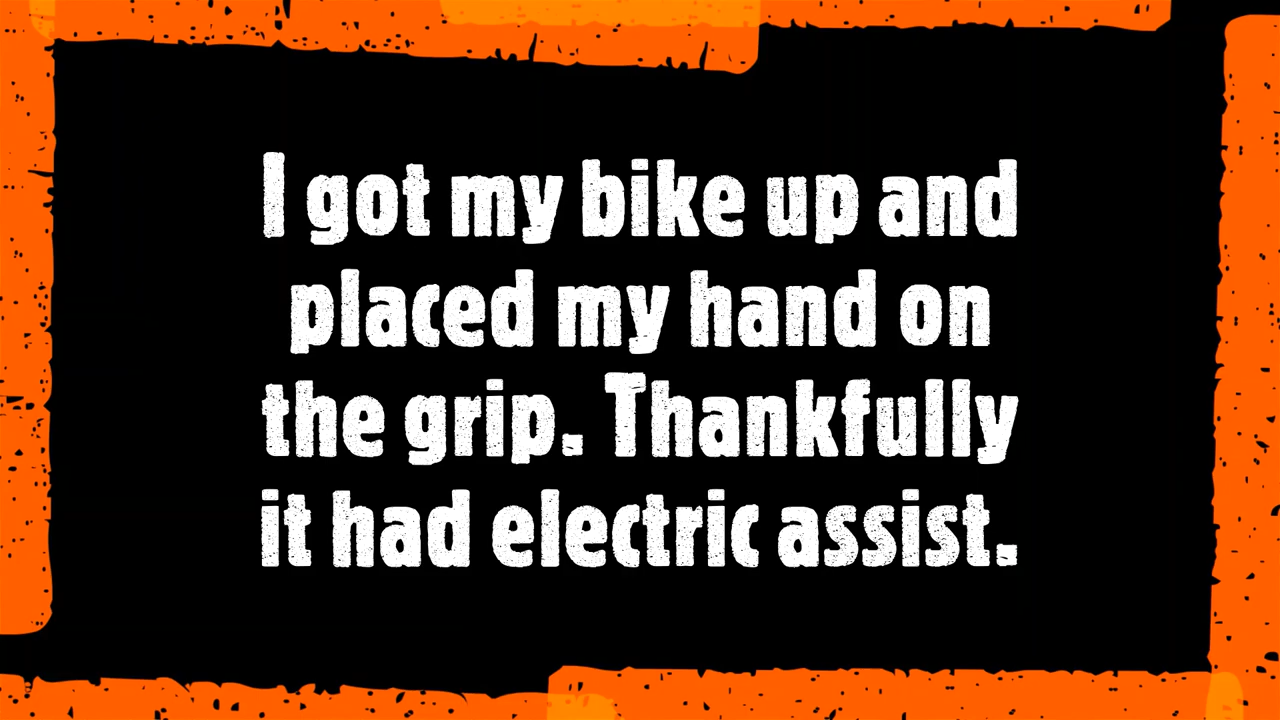 I got my bike up and
placed my hand on
the grip. Thankfully
it had electric assist.